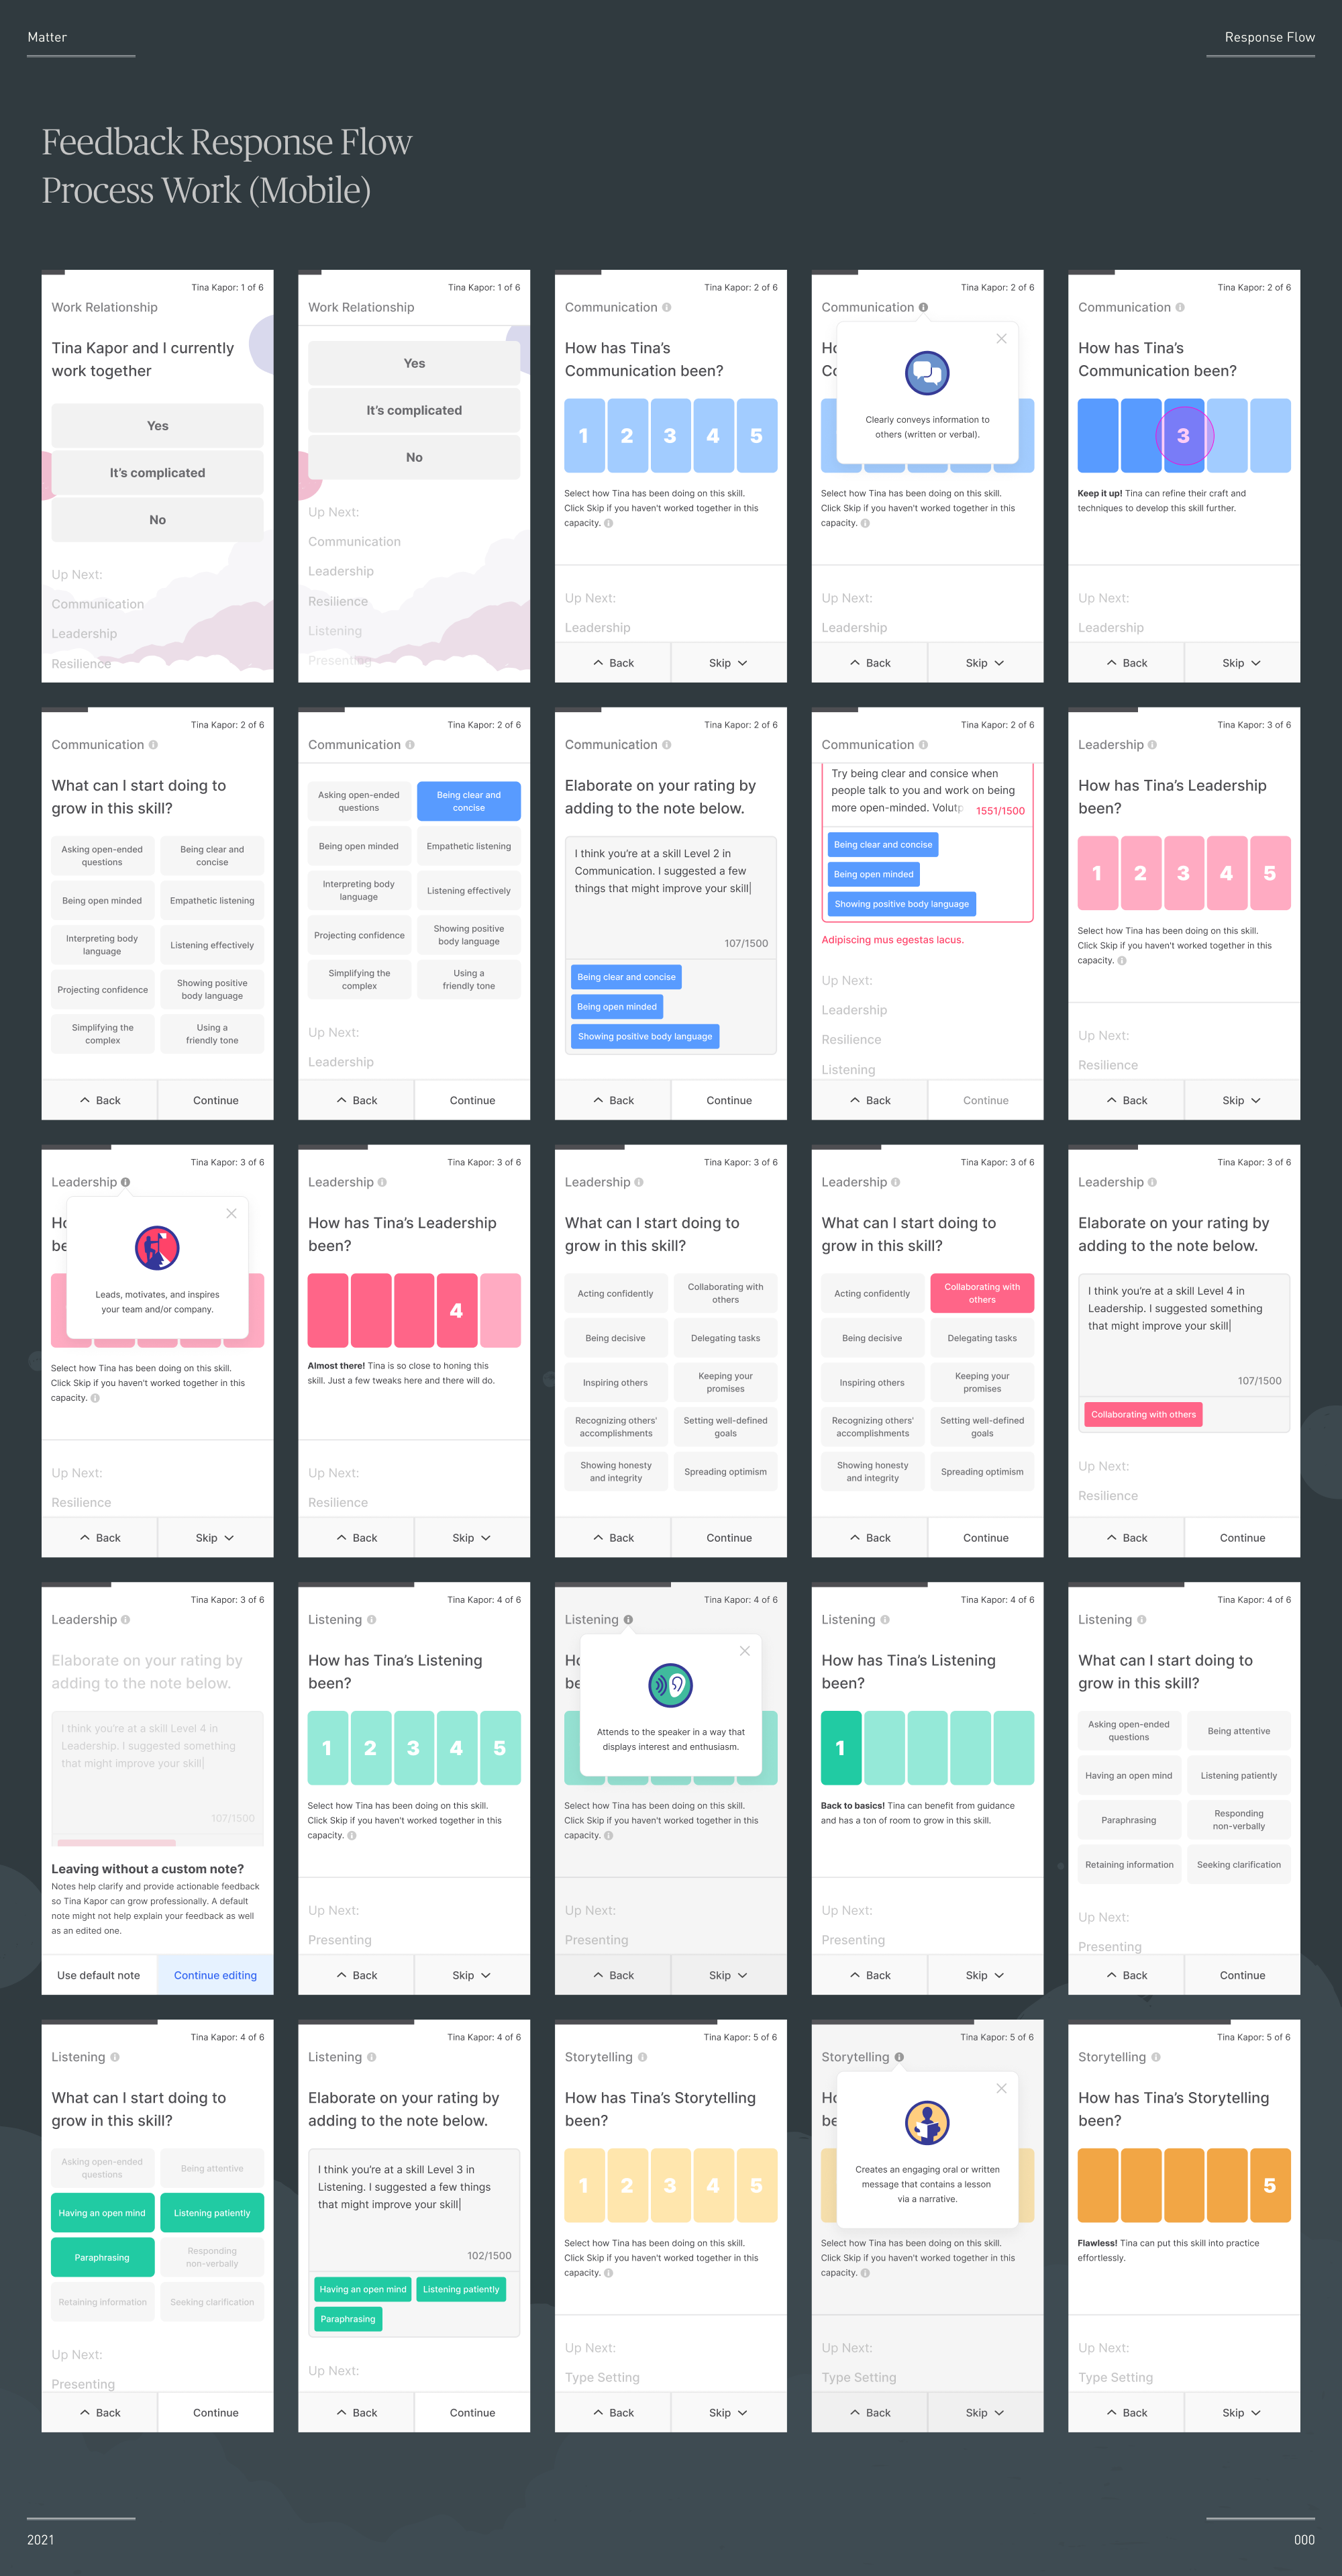 Matter
Response Flow
Feedback Response Flow
Process Work (Mobile)
Tina Kapor: 1 of 6
Work Relationship
Tina Kapor and I currently
work together
Yes
It's complicated
No
Up Next:
Communication
Leadership
Resilience
Tina Kapor: 1 of 6
Work Relationship
Yes
It's complicated
No
Up Next:
Communication
Leadership
Resilience
Listening
Presenting
Tina Kapor: 2 of 6
Communication
How has Tina's
Communication been?
1 2 3 4 5
Select how Tina has been doing on this skill.
Click Skip if you haven't worked together in this
capacity.
Up Next:
Leadership
Back
Skip
Tina Kapor: 2 of 6
Communication
Ho
Co
Clearly conveys information to
others (written or verbal).
Select how Tina has been doing on this skill.
Click Skip if you haven't worked together in this
capacity.
Up Next:
Leadership
Back
Skip
Tina Kapor: 2 of 6
Communication
How has Tina's
Communication been?
3
Keep it up! Tina can refine their craft and
techniques to develop this skill further.
Up Next:
Leadership
Back
Skip
Tina Kapor: 2 of 6
Communication
What can I start doing to
grow in this skill?
Asking open-ended
questions
Being clear and
concise
Being open minded
Empathetic listening
Interpreting body
language
Listening effectively
Projecting confidence
Showing positive
body language
Simplifying the
complex
Using a
friendly tone
Back
Continue
Tina Kapor: 2 of 6
Communication
Asking open-ended
questions
Being clear and
concise
Being open minded
Empathetic listening
Interpreting body
language
Listening effectively
Projecting confidence
Showing positive
body language
Simplifying the
complex
Using a
friendly tone
Up Next:
Leadership
Back
Continue
Tina Kapor: 2 of 6
Communication
Elaborate on your rating by
adding to the note below.
I think you're at a skill Level 2 in
Communication. I suggested a few
things that might improve your skill
107/1500
Being clear and concise
Being open minded
Showing positive body language
Back
Continue
Tina Kapor: 2 of 6
Communication
Try being clear and consice when
people talk to you and work on being
more open-minded. Volutp
1551/1500
Being clear and concise
Being open minded
Showing positive body language
Adipiscing mus egestas lacus.
Up Next:
Leadership
Resilience
Listening
Back
Continue
Tina Kapor: 3 of 6
Leadership
How has Tina's Leadership
been?
1 2 3 4 5
Select how Tina has been doing on this skill.
Click Skip if you haven't worked together in this
capacity.
Up Next:
Resilience
Back
Skip
Tina Kapor: 3 of 6
Leadership
Ho
be
Leads, motivates, and inspires
your team and/or company.
Select how Tina has been doing on this skill.
Click Skip if you haven't worked together in this
capacity.
Up Next:
Resilience
Back
Skip
Tina Kapor: 3 of 6
Leadership
How has Tina's Leadership
been?
4
Almost there! Tina is so close to honing this
skill. Just a few tweaks here and there will do.
Up Next:
Resilience
Back
Skip
Tina Kapor: 3 of 6
Leadership
What can I start doing to
grow in this skill?
Acting confidently
Collaborating with
others
Being decisive
Delegating tasks
Inspiring others
Keeping your
promises
Recognizing others'
accomplishments
Setting well-defined
goals
Showing honesty
and integrity
Spreading optimism
Back
Continue
Tina Kapor: 3 of 6
Leadership
What can I start doing to
grow in this skill?
Acting confidently
Collaborating with
others
Being decisive
Delegating tasks
Inspiring others
Keeping your
promises
Recognizing others'
accomplishments
Setting well-defined
goals
Showing honesty
and integrity
Spreading optimism
Back
Continue
Tina Kapor: 3 of 6
Leadership
Elaborate on your rating by
adding to the note below.
I think you're at a skill Level 4 in
Leadership. I suggested something
that might improve your skill
107/1500
Collaborating with others
Up Next:
Resilience
Back
Continue
Tina Kapor: 3 of 6
Leadership
Elaborate on your rating by
adding to the note below.
I think you're at a skill Level 4 in
Leadership. I suggested something
that might improve your skill
107/1500
Leaving without a custom note?
Notes help clarify and provide actionable feedback
so Tina Kapor can grow professionally. A default
note might not help explain your feedback as well
as an edited one.
Use default note
Continue editing
Tina Kapor: 4 of 6
Listening
How has Tina's Listening
been?
1 2 3 4 5
Select how Tina has been doing on this skill.
Click Skip if you haven't worked together in this
capacity.
Up Next:
Presenting
Back
Skip
Tina Kapor: 4 of 6
Listening
Ho
be
Attends to the speaker in a way that
displays interest and enthusiasm.
Select how Tina has been doing on this skill.
Click Skip if you haven't worked together in this
capacity.
Up Next:
Presenting
Back
Skip
Tina Kapor: 4 of 6
Listening
How has Tina's Listening
been?
1
Back to basics! Tina can benefit from guidance
and has a ton of room to grow in this skill.
Up Next:
Presenting
Back
Skip
Tina Kapor: 4 of 6
Listening
What can I start doing to
grow in this skill?
Asking open-ended
questions
Being attentive
Having an open mind
Listening patiently
Paraphrasing
Responding
non-verbally
Retaining information
Seeking clarification
Up Next:
Presenting
Back
Continue
Tina Kapor: 4 of 6
Listening
What can I start doing to
grow in this skill?
Asking open-ended
questions
Being attentive
Having an open mind
Listening patiently
Paraphrasing
Responding
non-verbally
Retaining information
Seeking clarification
Up Next:
Presenting
Back
Continue
Tina Kapor: 4 of 6
Listening
Elaborate on your rating by
adding to the note below.
I think you're at a skill Level 3 in
Listening. I suggested a few things
that might improve your skill
102/1500
Having an open mind
Listening patiently
Paraphrasing
Up Next:
Back
Continue
Tina Kapor: 5 of 6
Storytelling
How has Tina's Storytelling
been?
1 2 3 4 5
Select how Tina has been doing on this skill.
Click Skip if you haven't worked together in this
capacity.
Up Next:
Type Setting
Back
Skip
Tina Kapor: 5 of 6
Storytelling
Ho
be
Creates an engaging oral or written
message that contains a lesson
via a narrative.
Select how Tina has been doing on this skill.
Click Skip if you haven't worked together in this
capacity.
Up Next:
Type Setting
Back
Skip
Tina Kapor: 5 of 6
Storytelling
How has Tina's Storytelling
been?
5
Flawless! Tina can put this skill into practice
effortlessly.
Up Next:
Type Setting
Back
Skip
2021
000